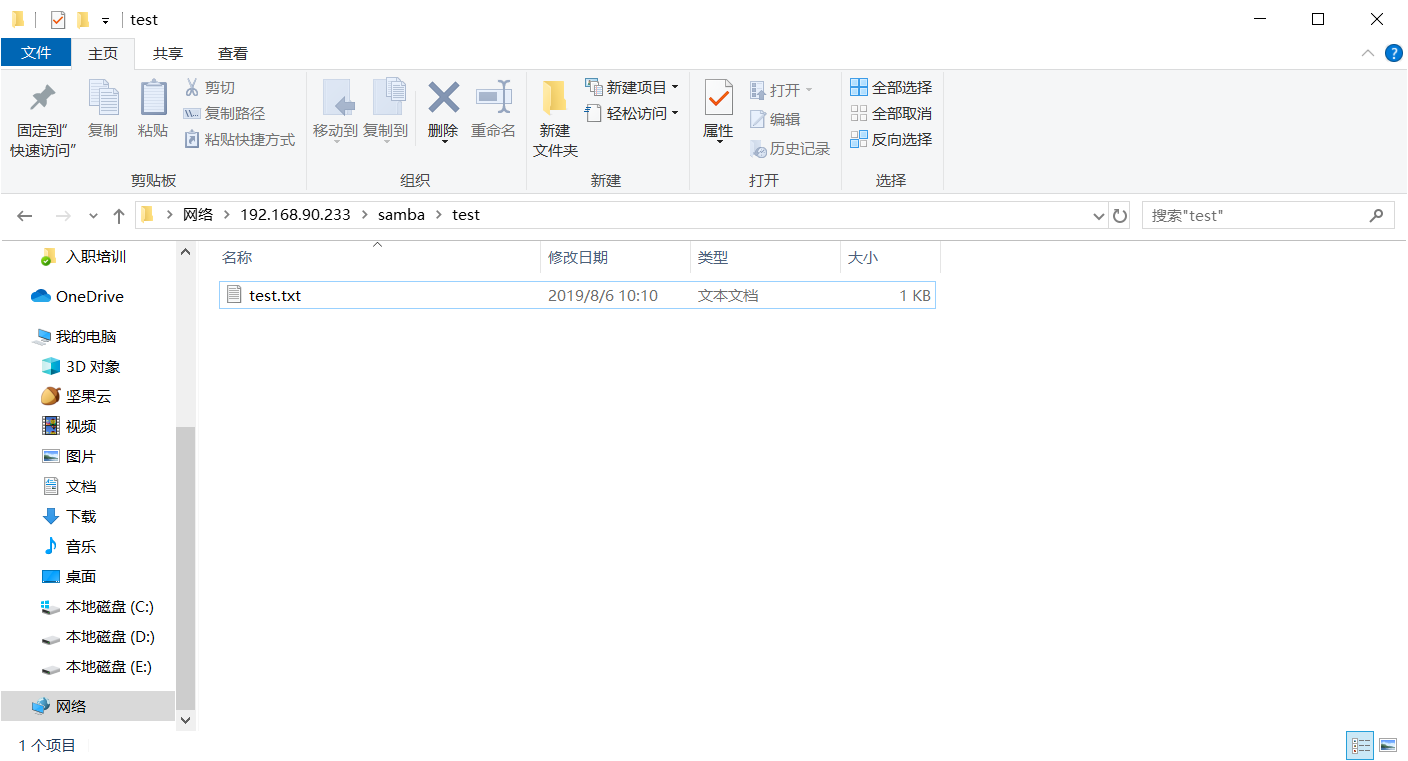 test
文件 主页 共享 查看
固定到“快速访问”
复制
粘贴
剪切
复制路径
粘贴快捷方式
剪贴板
移动到
复制到
删除
重命名
组织
新建文件夹
新建项目
轻松访问
新建
属性
打开
编辑
历史记录
打开
全部选择
全部取消
反向选择
选择
网络 192.168.90.233 samba test
搜索"test"
入职培训
OneDrive
我的电脑
3D 对象
坚果云
视频
图片
文档
下载
音乐
桌面
本地磁盘 (C:)
本地磁盘 (D:)
本地磁盘 (E:)
网络
名称 修改日期 类型 大小
test.txt 2019/8/6 10:10 文本文档 1 KB
1 个项目